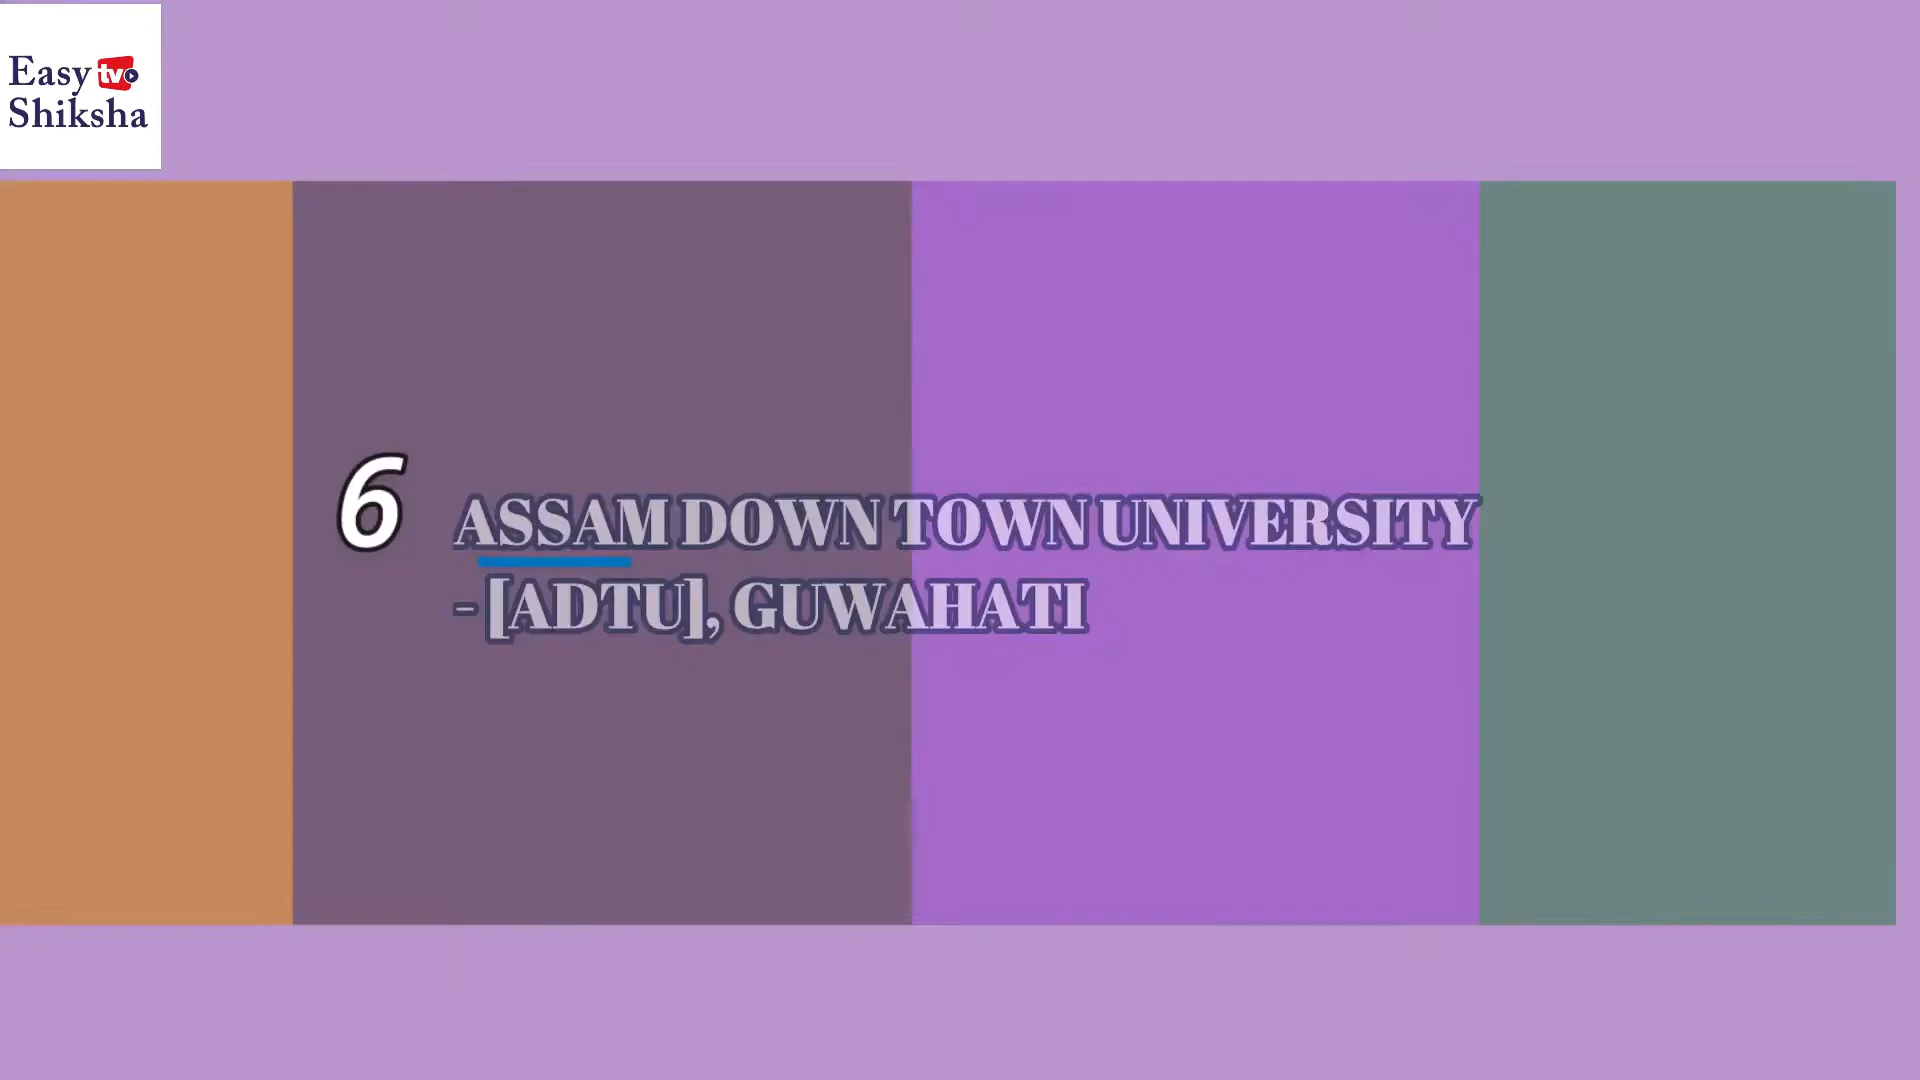 Easy tv
Shiksha
6
ASSAM DOWN TOWN UNIVERSITY
- [ADTU], GUWAHATI